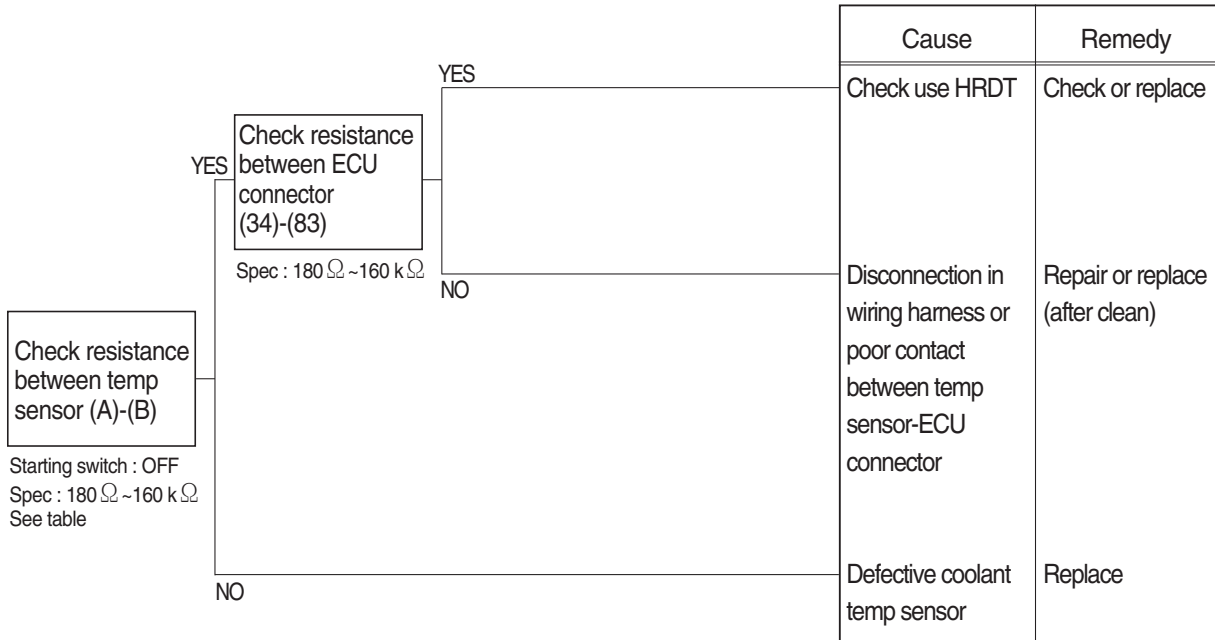 Cause
Remedy
YES
Check use HRDT
Check or replace
Check resistance
between ECU
connector
(34)-(83)
YES
Spec : 180 Ω ~160 k Ω
NO
Disconnection in
wiring harness or
poor contact
between temp
sensor-ECU
connector
Repair or replace
(after clean)
Check resistance
between temp
sensor (A)-(B)
Starting switch : OFF
Spec : 180 Ω ~160 k Ω
See table
NO
Defective coolant
temp sensor
Replace